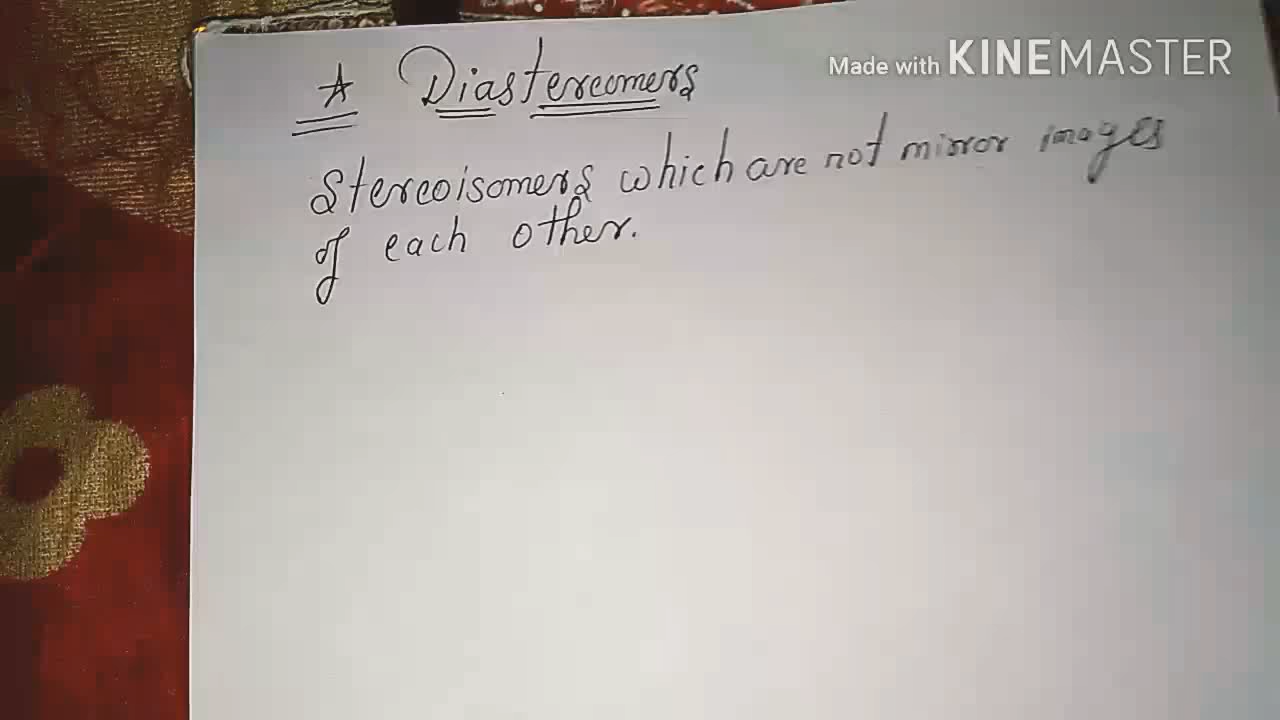 Made with KINEMASTER
★ Diastereomers
Stereoisomers which are not mirror images
of each other.